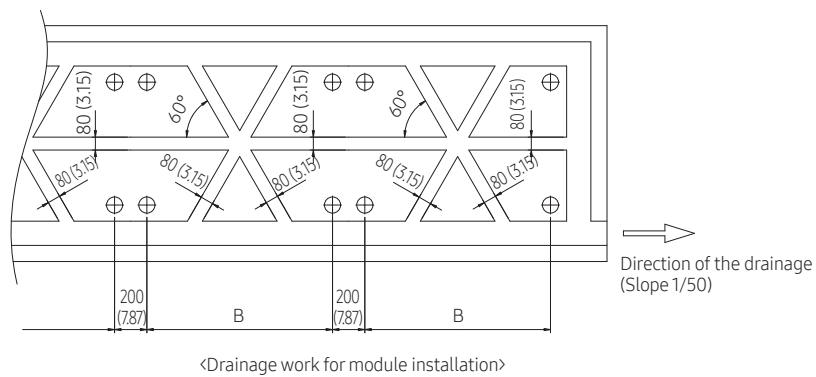 80 (3.15)
60°
80 (3.15)
60°
80 (3.15)
80 (3.15)
80 (3.15)
80 (3.15)
80 (3.15)
80 (3.15)
Direction of the drainage
(Slope 1/50)
200
(7.87)
B
200
(7.87)
B
<Drainage work for module installation>